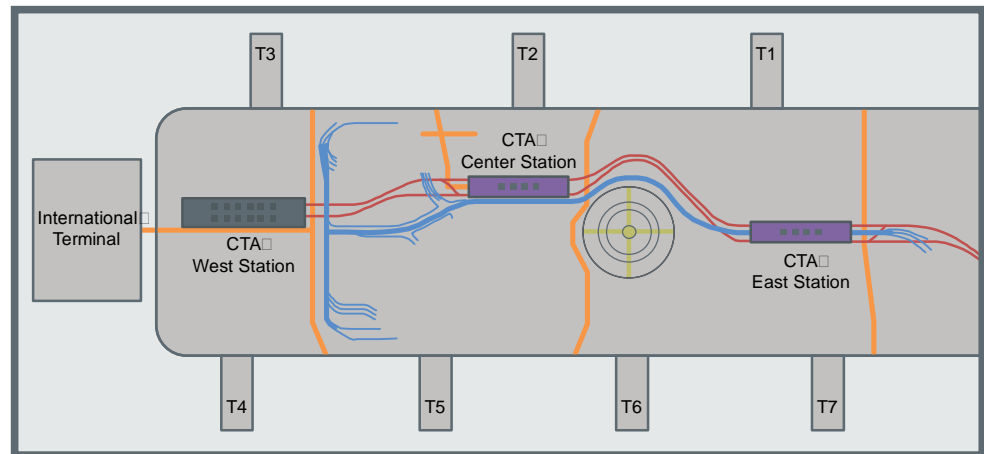 T3
T2
T1
CTA
Center Station
International
Terminal
CTA
West Station
CTA
East Station
T4
T5
T6
T7